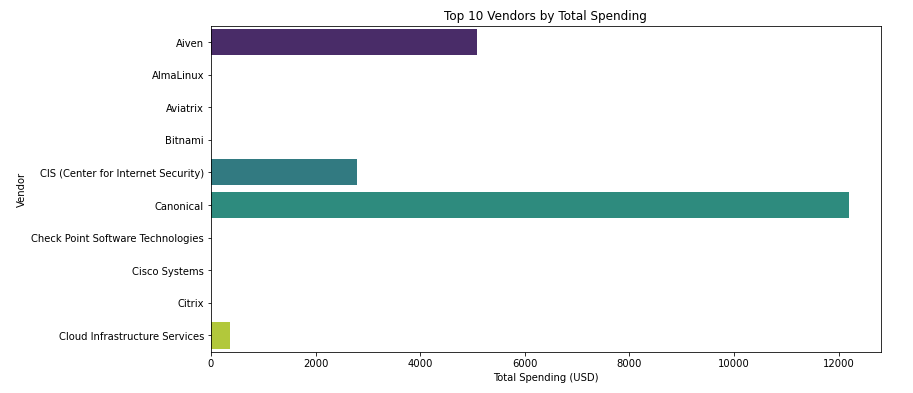 Top 10 Vendors by Total Spending
Vendor
Aiven
AlmaLinux
Aviatrix
Bitnami
CIS (Center for Internet Security)
Canonical
Check Point Software Technologies
Cisco Systems
Citrix
Cloud Infrastructure Services
0 2000 4000 6000 8000 10000 12000
Total Spending (USD)